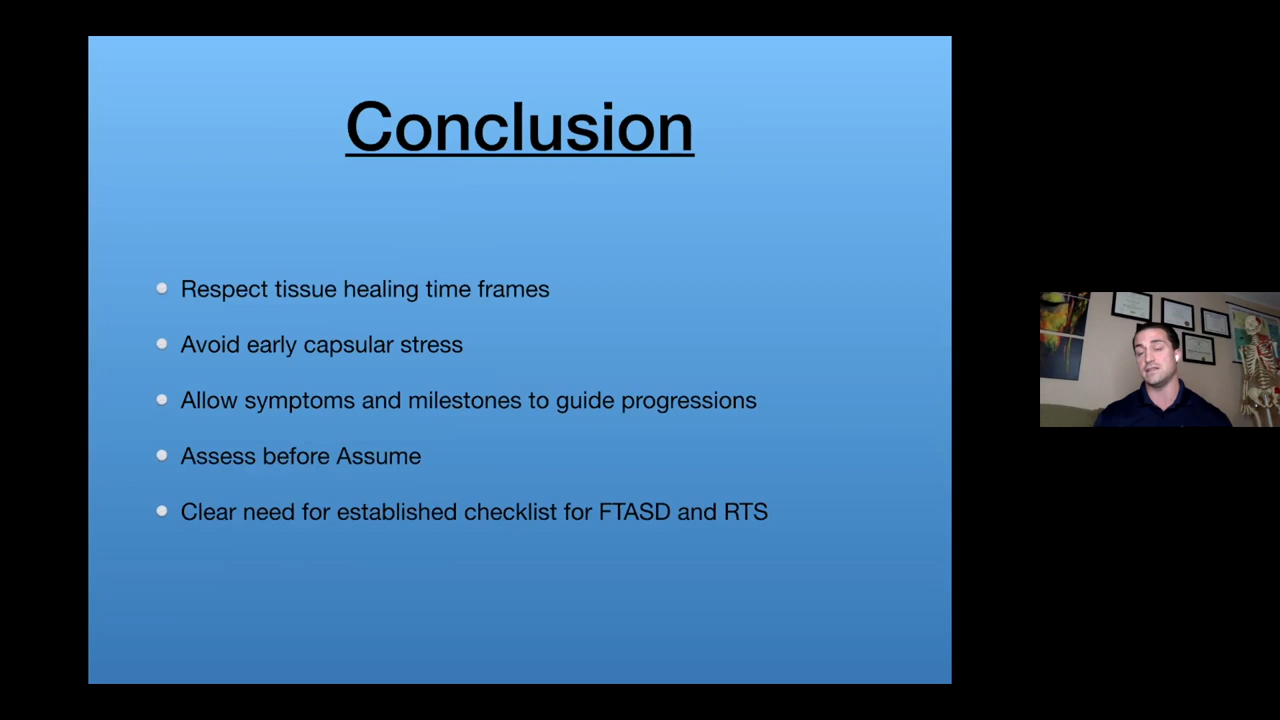 Conclusion
Respect tissue healing time frames
Avoid early capsular stress
Allow symptoms and milestones to guide progressions
Assess before Assume
Clear need for established checklist for FTASD and RTS